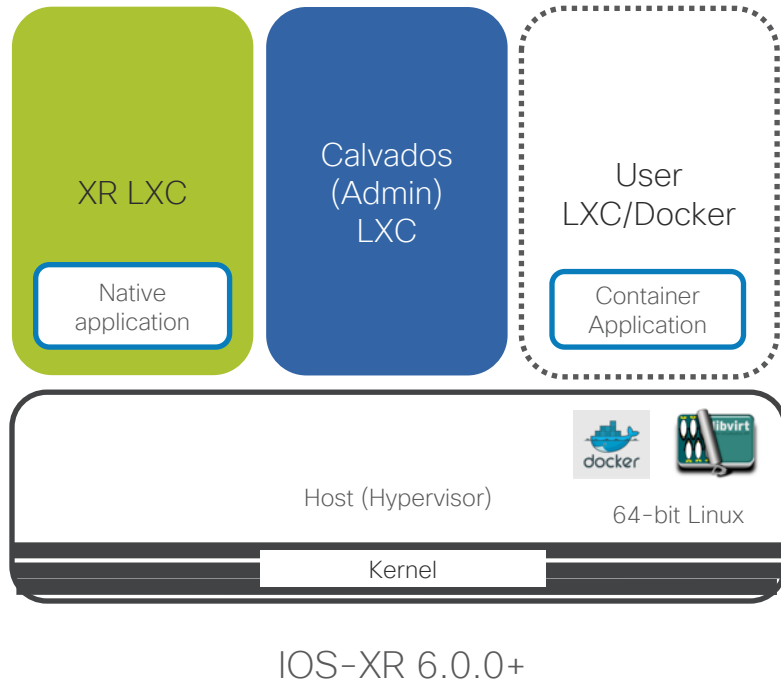 XR LXC
Native
application
Calvados
(Admin)
LXC
User
LXC/Docker
Container
Application
docker
libvirt
Host (Hypervisor)
64-bit Linux
Kernel
IOS-XR 6.0.0+